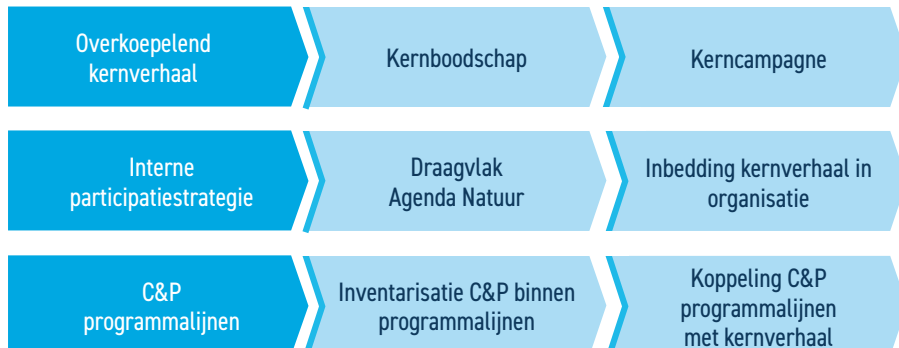 Overkoepelend
kernverhaal
Kernboodschap
Kerncampagne
Interne
participatiestrategie
Draagvlak
Agenda Natuur
Inbedding kernverhaal in
organisatie
C&P
programmalijnen
Inventarisatie C&P binnen
programmalijnen
Koppeling C&P
programmalijnen
met kernverhaal